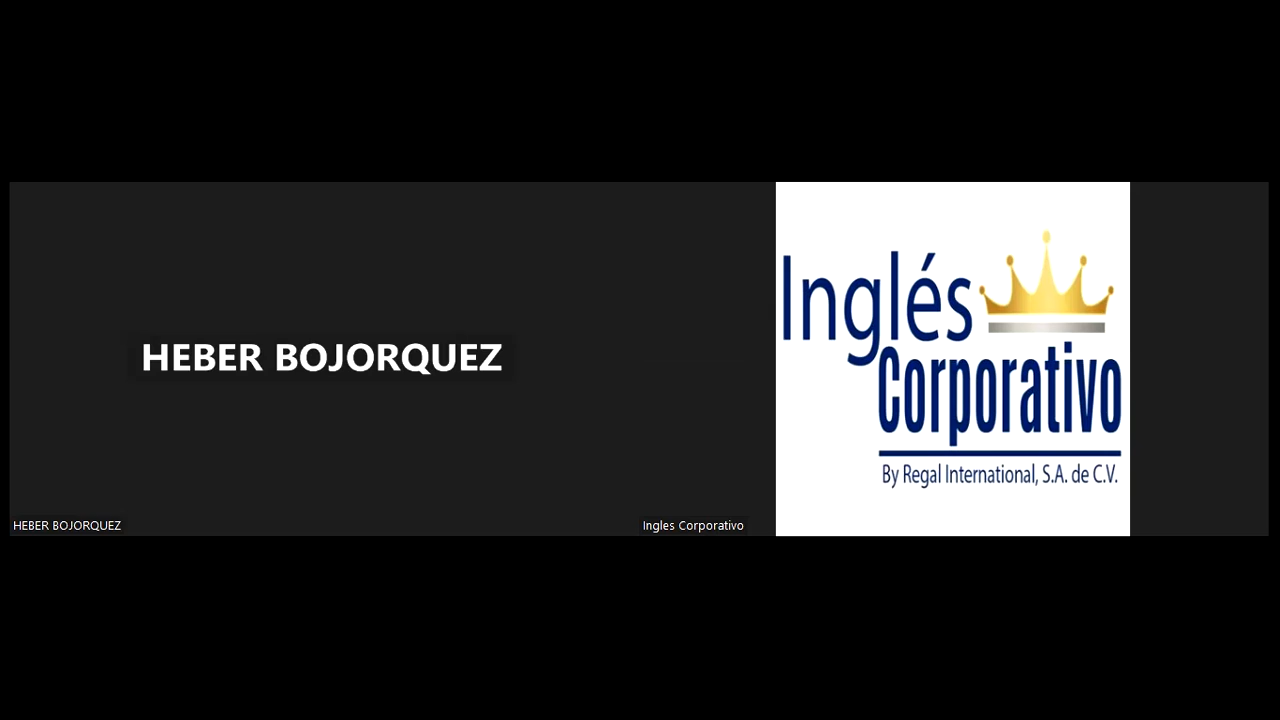 HEBER BOJORQUEZ
HEBER BOJORQUEZ
Inglés
Corporativo
By Regal International, S.A. de C.V.
Ingles Corporativo